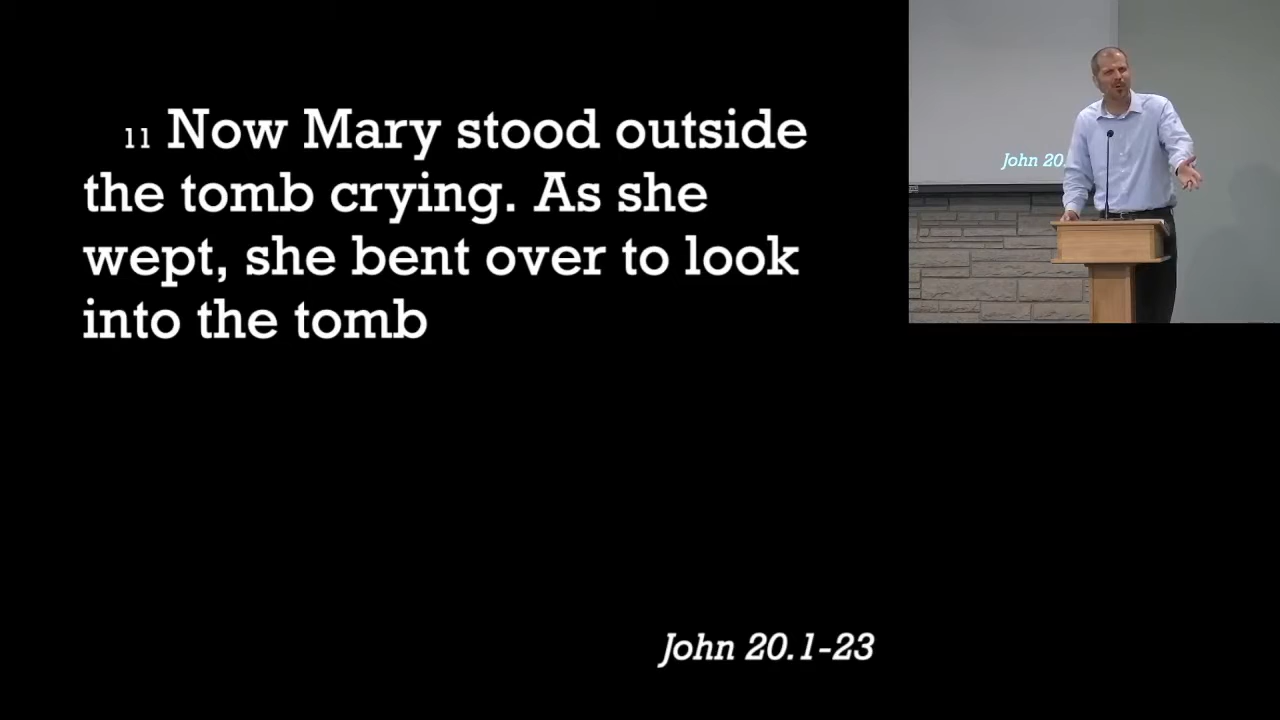 11 Now Mary stood outside
the tomb crying. As she
wept, she bent over to look
into the tomb
John 20.1-23
John 20